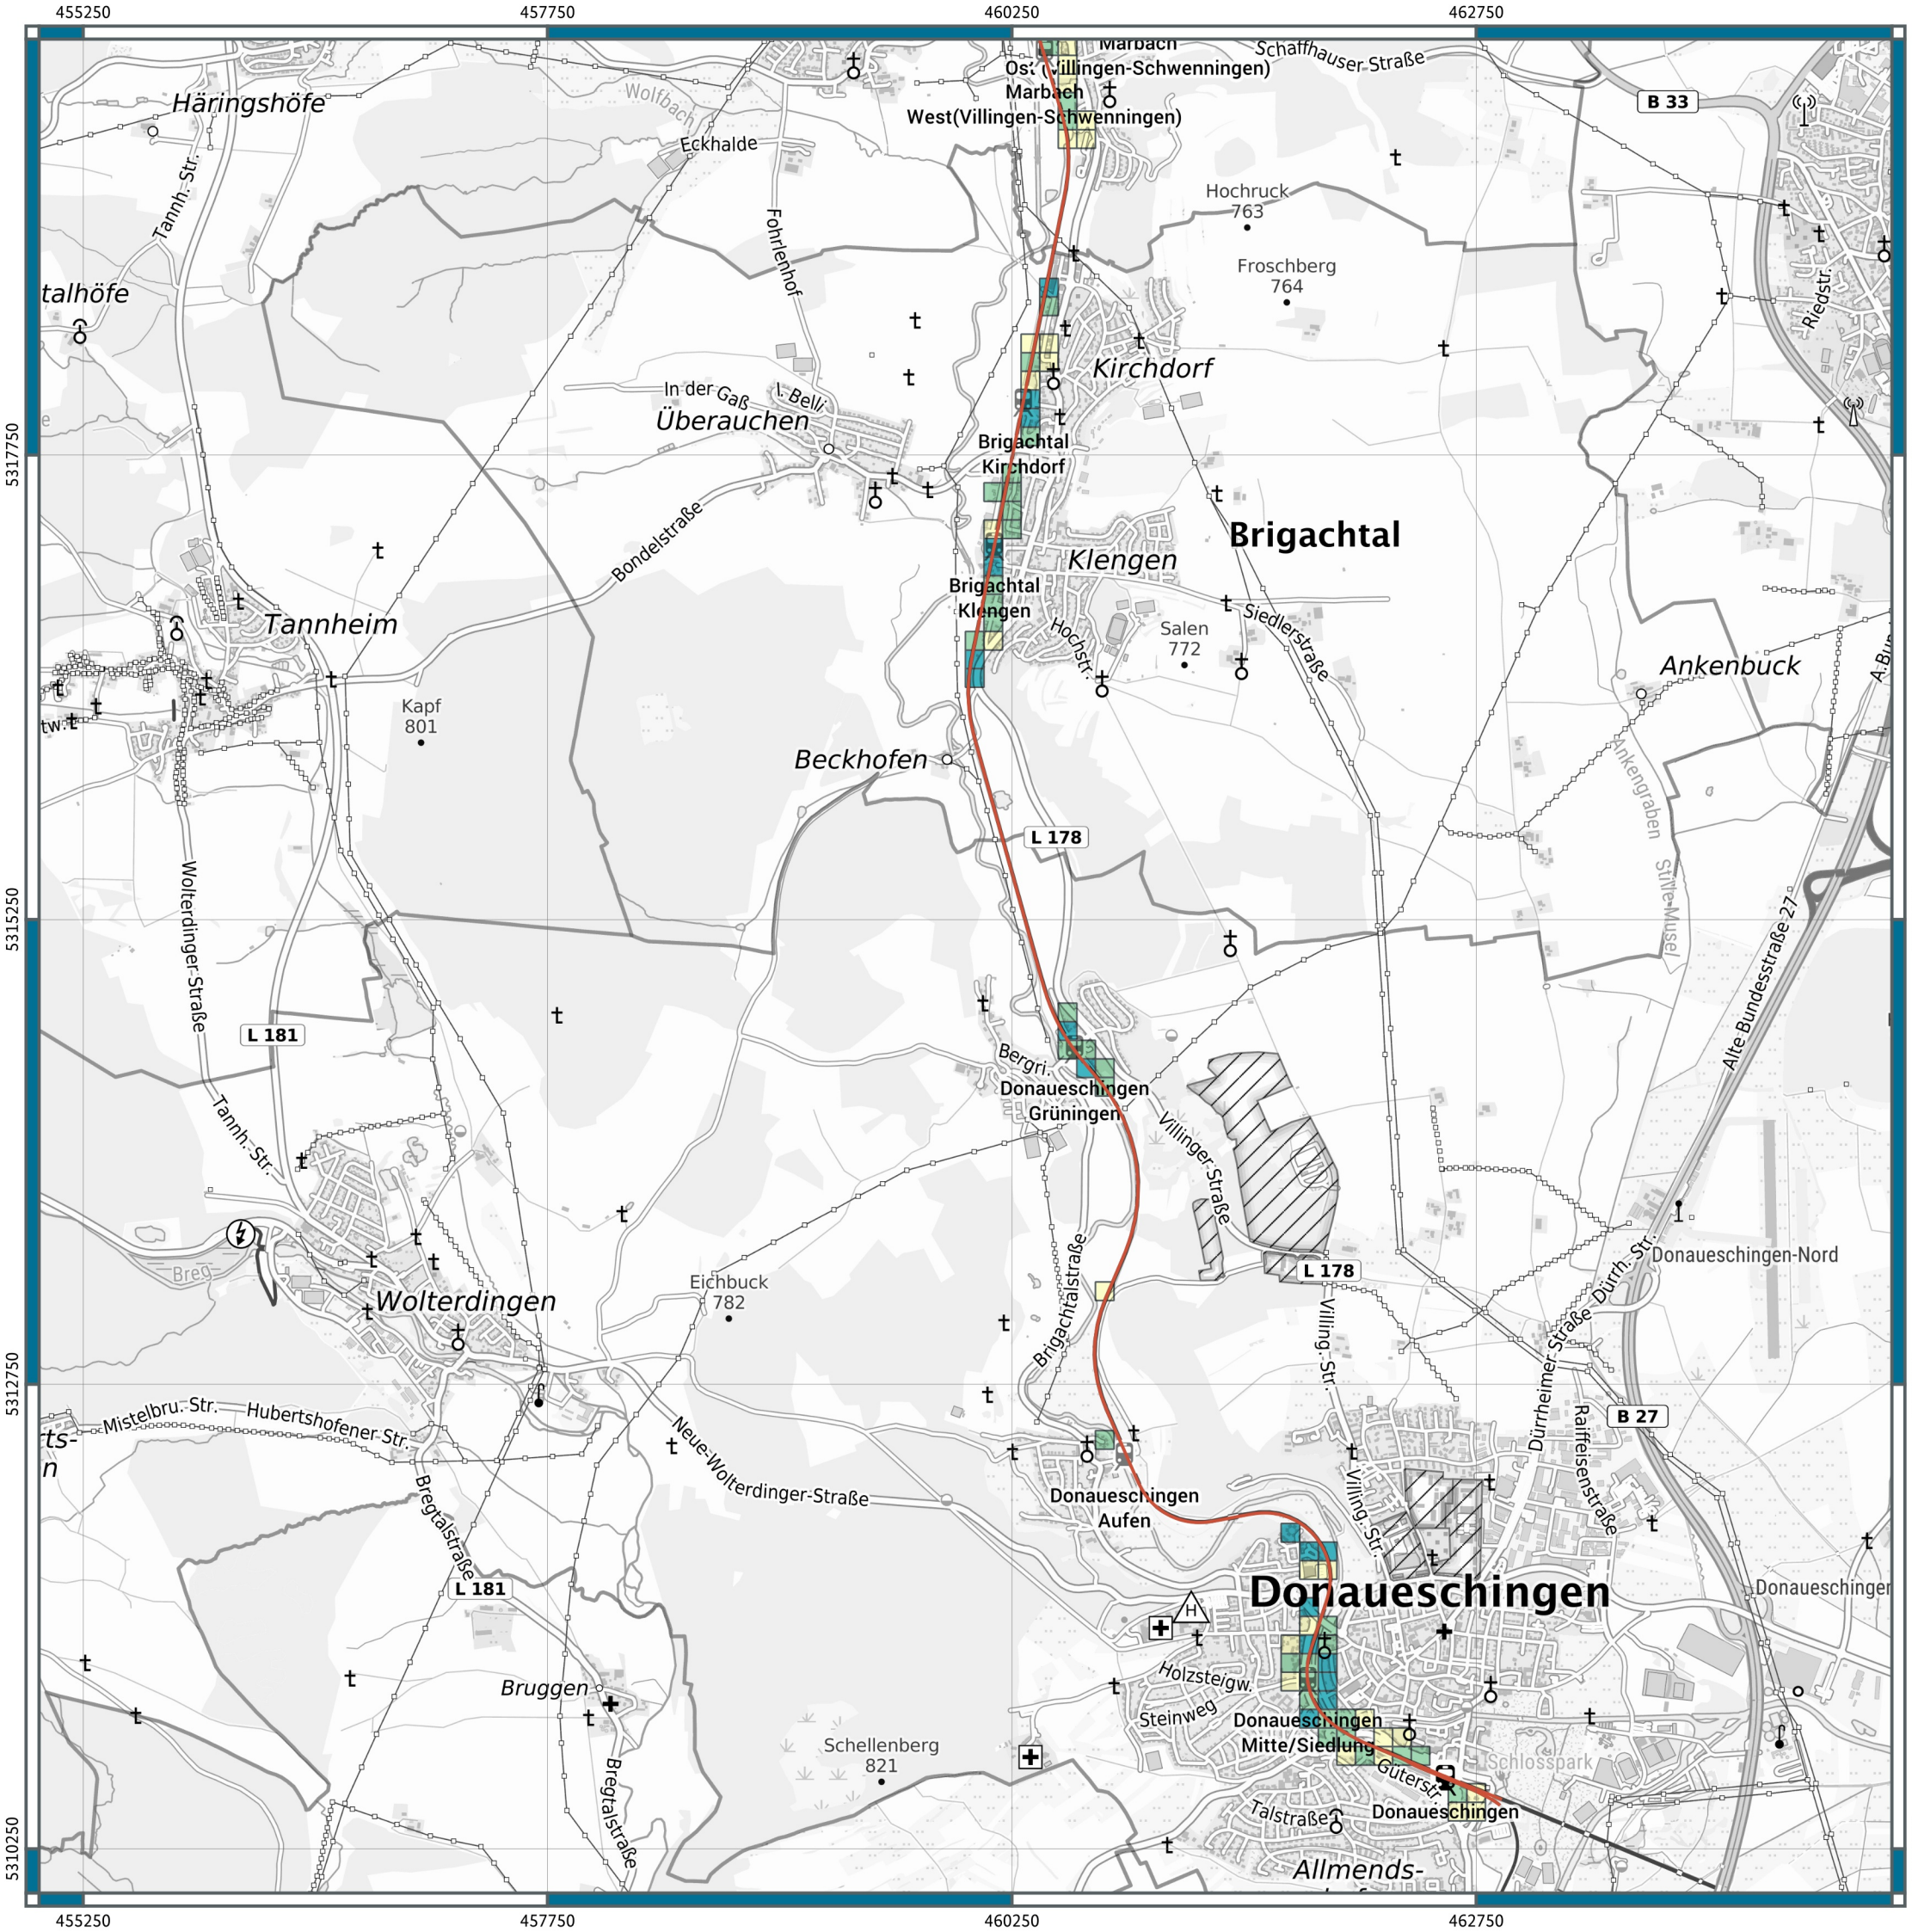 455250
457750
460250
462750
Marbach
Ost (Villingen-Schwenningen)
Schaffhauser Straße
Häringshöfe
Wolfbach
Marbach
West(Villingen-Schwenningen)
B 33
Eckhalde
Tannh. Str.
Hochruck
763
Fohrlenhof
Froschberg
764
talhöfe
Riedstr.
Kirchdorf
In der Gaß
I. Belli
Überauchen
5317750
Brigachtal
Kirchdorf
Bondelstraße
Brigachtal
Klengen
Brigachtal
Klengen
Tannheim
Hochstr.
Salen
772
Siedlerstraße
Ankenbuck
A.Bun
Kapf
801
tw.
Beckhofen
Ankengraben
L 178
Wolterdinger-Straße
Stille-Musel
Alte Bundesstraße 27
5315250
L 181
Bergri.
Donaueschingen
Grüningen
Tannh. Str.
Villinger-Straße
Breg
Brigachtalstraße
L 178
Dürrh. Str.
Donaueschingen-Nord
Eichbuck
782
Wolterdingen
Villing. Str.
Dürrheimer-Straße
5312750
Mistelbru. Str.
Hubertshofener Str.
rts-
n
Neue-Wolterdinger-Straße
Raiffeisenstraße
B 27
Bregtalstraße
Villing. Str.
Donaueschingen
Aufen
L 181
Donaueschingen
Donaueschingen
H
Holzsteigw.
Bruggen
Steinweg
Donaueschingen
Mitte/Siedlung
Schellenberg
821
Schlosspark
Güterstr.
Bregtalstraße
Talstraße
Donaueschingen
5310250
Allmends-
455250
457750
460250
462750